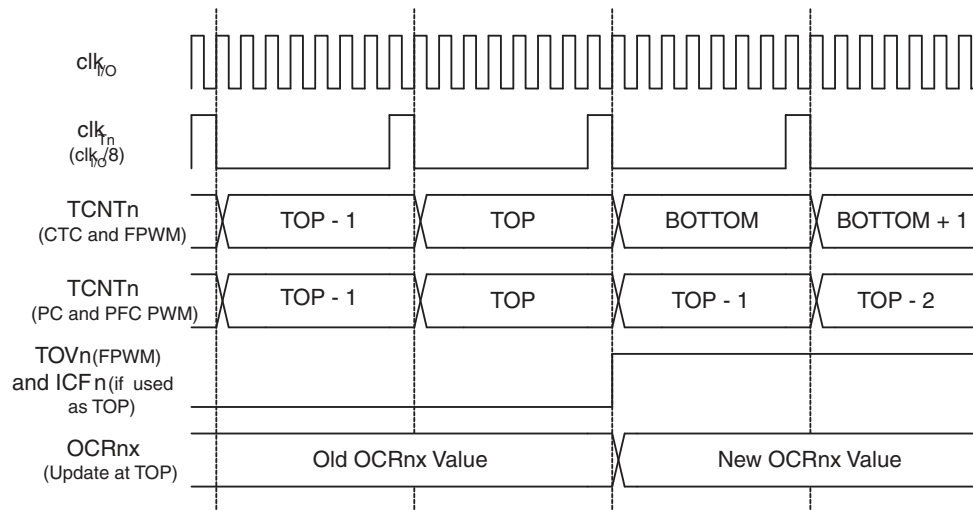 clkI/O
clkTn
(clkI/O/8)
TCNTn
(CTC and FPWM)
TOP - 1
TOP
BOTTOM
BOTTOM + 1
TCNTn
(PC and PFC PWM)
TOP - 1
TOP
TOP - 1
TOP - 2
TOVn(FPWM)
and ICFn(if used
as TOP)
OCRnx
(Update at TOP)
Old OCRnx Value
New OCRnx Value